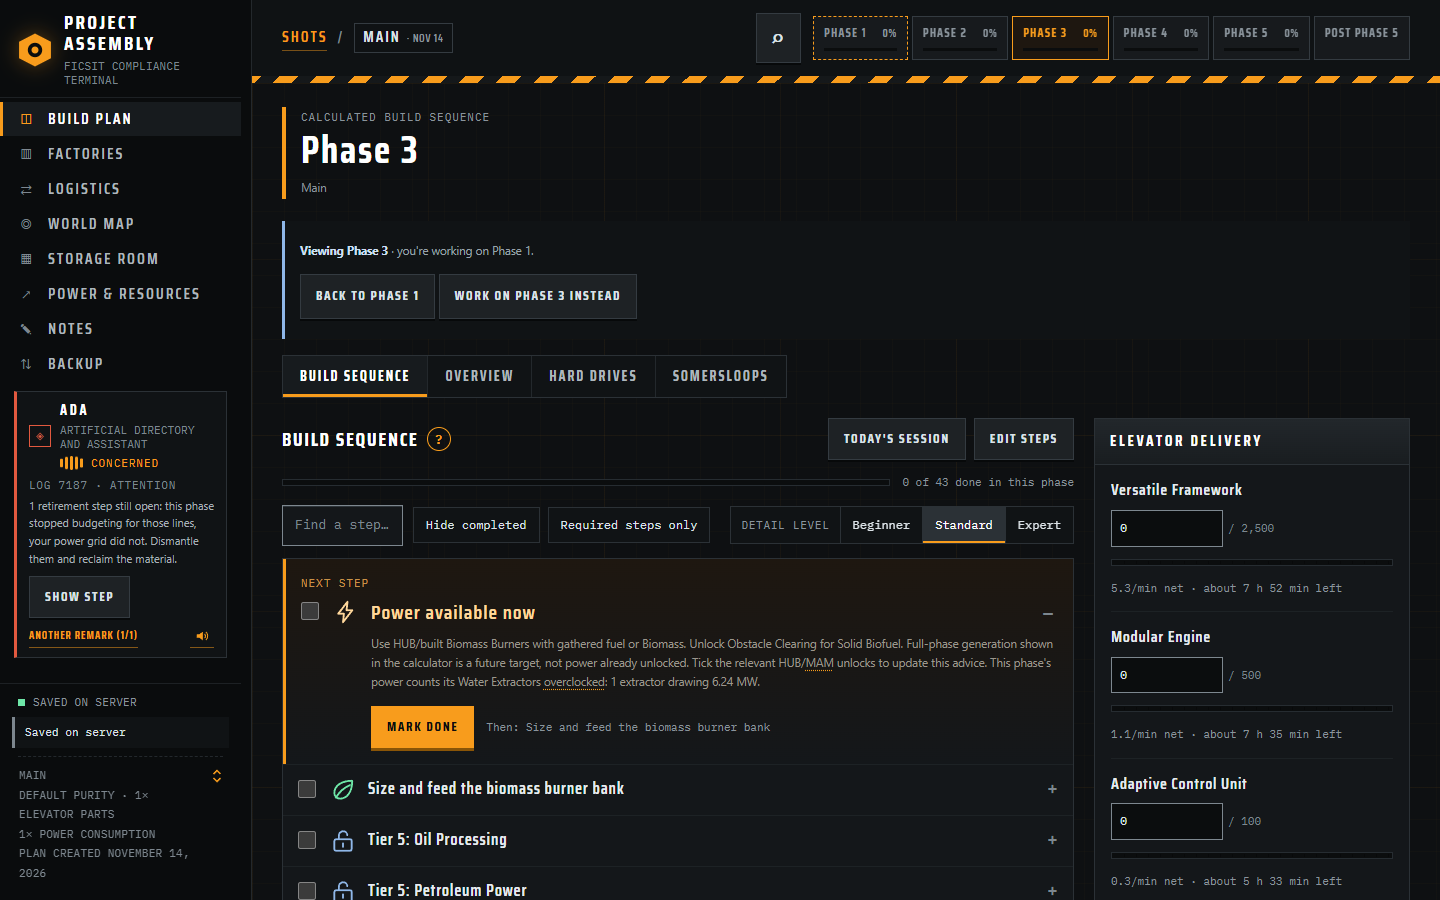 PROJECT
ASSEMBLY
FICSIT COMPLIANCE
TERMINAL
BUILD PLAN
FACTORIES
LOGISTICS
WORLD MAP
STORAGE ROOM
POWER & RESOURCES
NOTES
BACKUP
ADA
ARTIFICIAL DIRECTORY
AND ASSISTANT
CONCERNED
LOG 7187 · ATTENTION
1 retirement step still open: this phase
stopped budgeting for those lines,
your power grid did not. Dismantle
them and reclaim the material.
SHOW STEP
ANOTHER REMARK (1/1)
SAVED ON SERVER
Saved on server
MAIN
DEFAULT PURITY · 1×
ELEVATOR PARTS
1× POWER CONSUMPTION
PLAN CREATED NOVEMBER 14,
2026
SHOTS / MAIN · NOV 14
PHASE 1 0%
PHASE 2 0%
PHASE 3 0%
PHASE 4 0%
PHASE 5 0%
POST PHASE 5
CALCULATED BUILD SEQUENCE
Phase 3
Main
Viewing Phase 3 · you're working on Phase 1.
BACK TO PHASE 1
WORK ON PHASE 3 INSTEAD
BUILD SEQUENCE
OVERVIEW
HARD DRIVES
SOMERSLOOPS
BUILD SEQUENCE ?
TODAY'S SESSION
EDIT STEPS
0 of 43 done in this phase
Find a step…
Hide completed
Required steps only
DETAIL LEVEL
Beginner
Standard
Expert
NEXT STEP
Power available now
Use HUB/built Biomass Burners with gathered fuel or Biomass. Unlock Obstacle Clearing for Solid Biofuel. Full-phase generation shown
in the calculator is a future target, not power already unlocked. Tick the relevant HUB/MAM unlocks to update this advice. This phase's
power counts its Water Extractors overclocked: 1 extractor drawing 6.24 MW.
MARK DONE
Then: Size and feed the biomass burner bank
Size and feed the biomass burner bank
Tier 5: Oil Processing
Tier 5: Petroleum Power
ELEVATOR DELIVERY
Versatile Framework
0 / 2,500
5.3/min net · about 7 h 52 min left
Modular Engine
0 / 500
1.1/min net · about 7 h 35 min left
Adaptive Control Unit
0 / 100
0.3/min net · about 5 h 33 min left